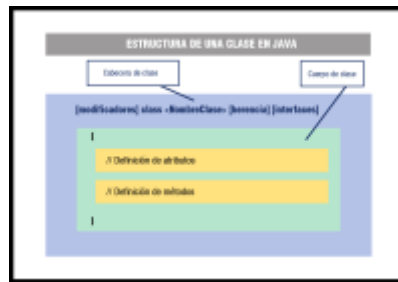 ESTRUCTURA DE UNA CLASE EN JAVA
Cabecera de clase
Cuerpo de clase
[modificadores] class <NombreClase> [herencia] [interfaces]
{
// Definición de atributos
// Definición de métodos
}